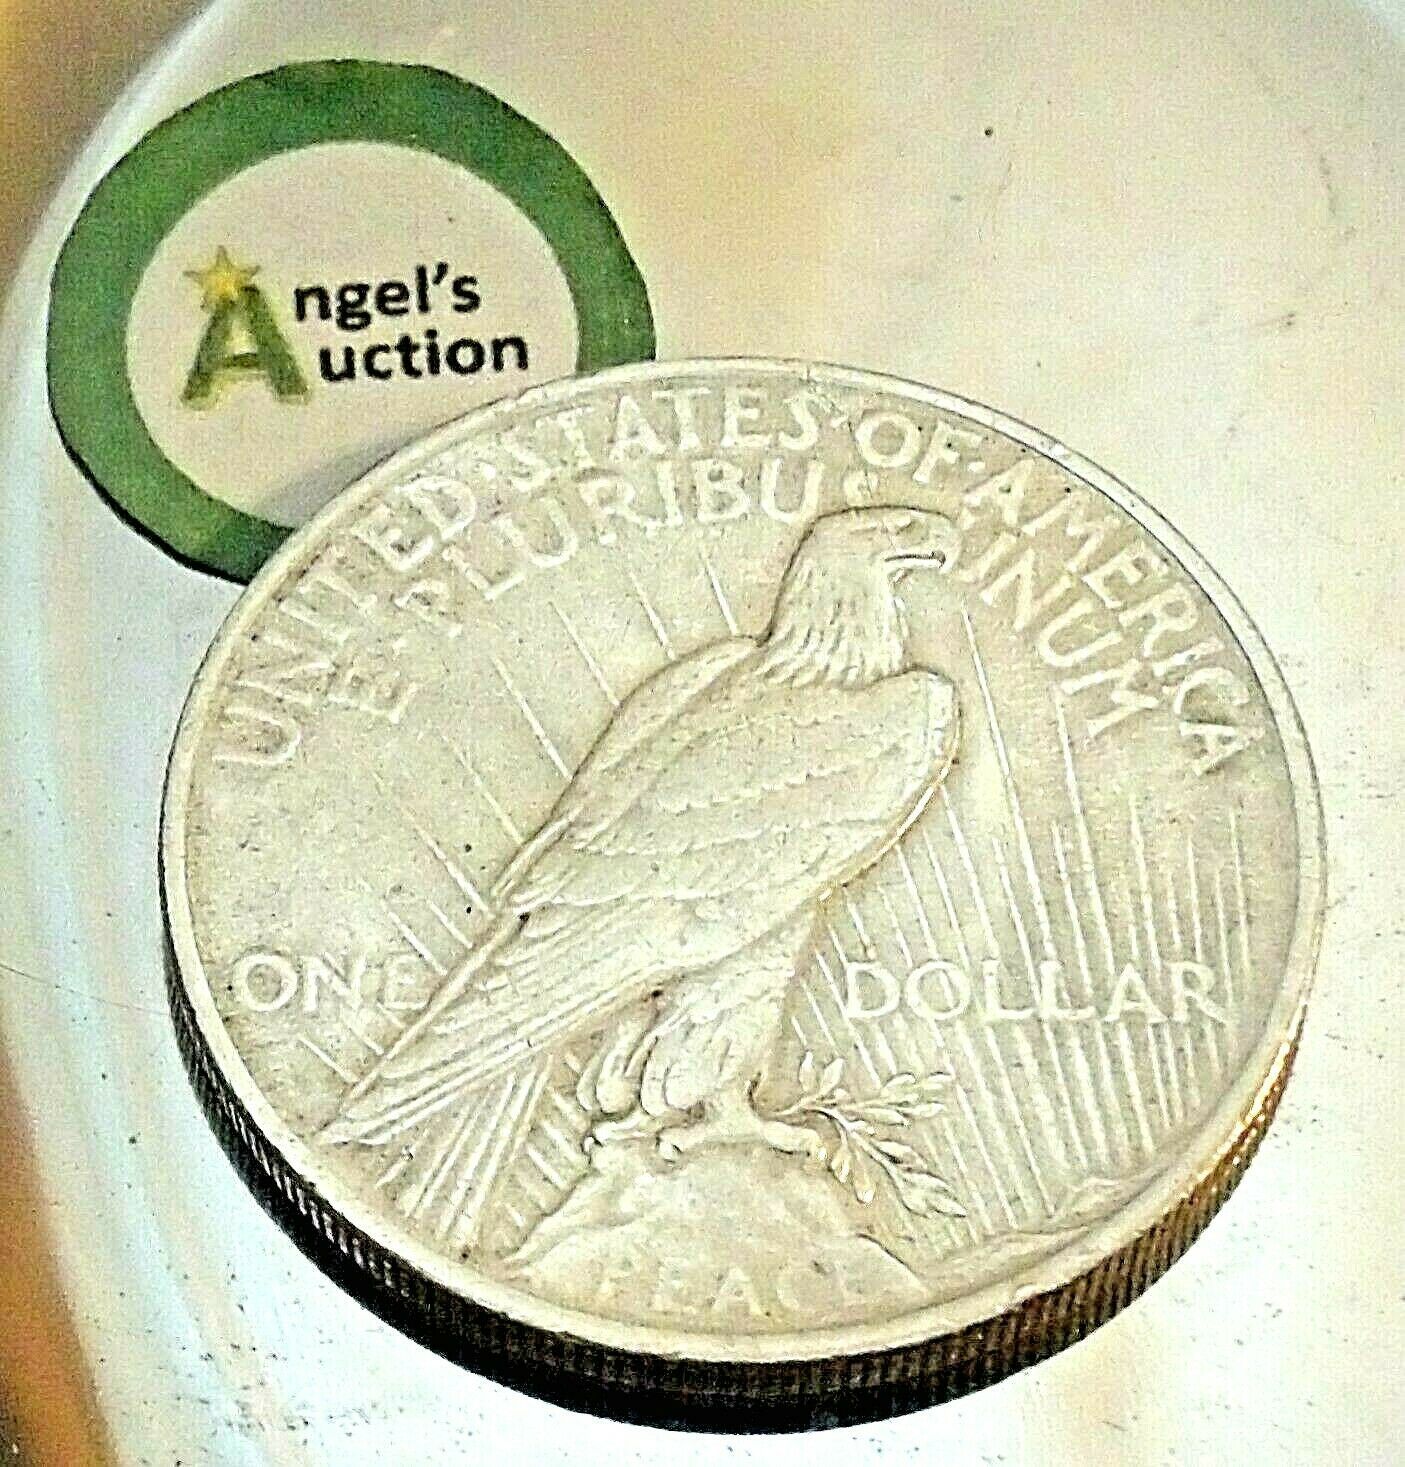 Angel's
Auction
UNITED·STATES·OF·AMERICA
E·PLURIBUS UNUM
ONE DOLLAR
PEACE